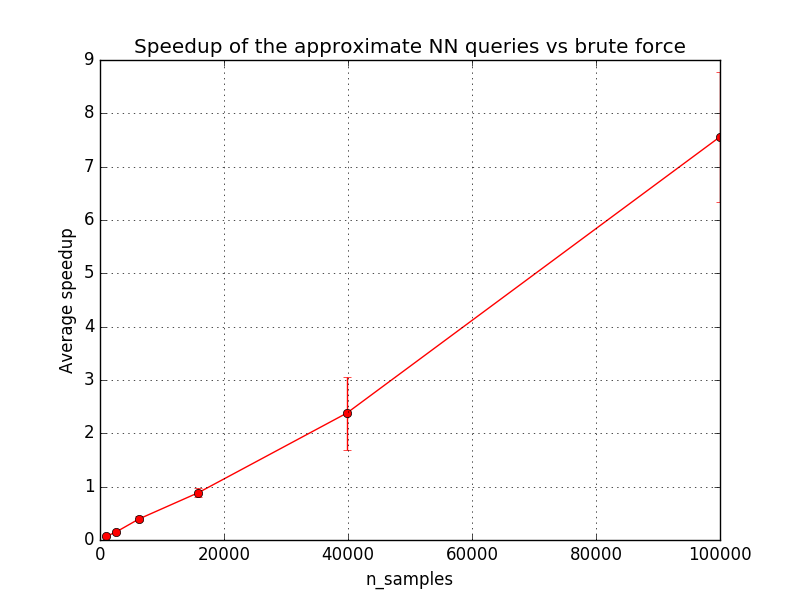 Speedup of the approximate NN queries vs brute force
9
8
7
6
5
4
3
2
1
0
Average speedup
0 20000 40000 60000 80000 100000
n_samples